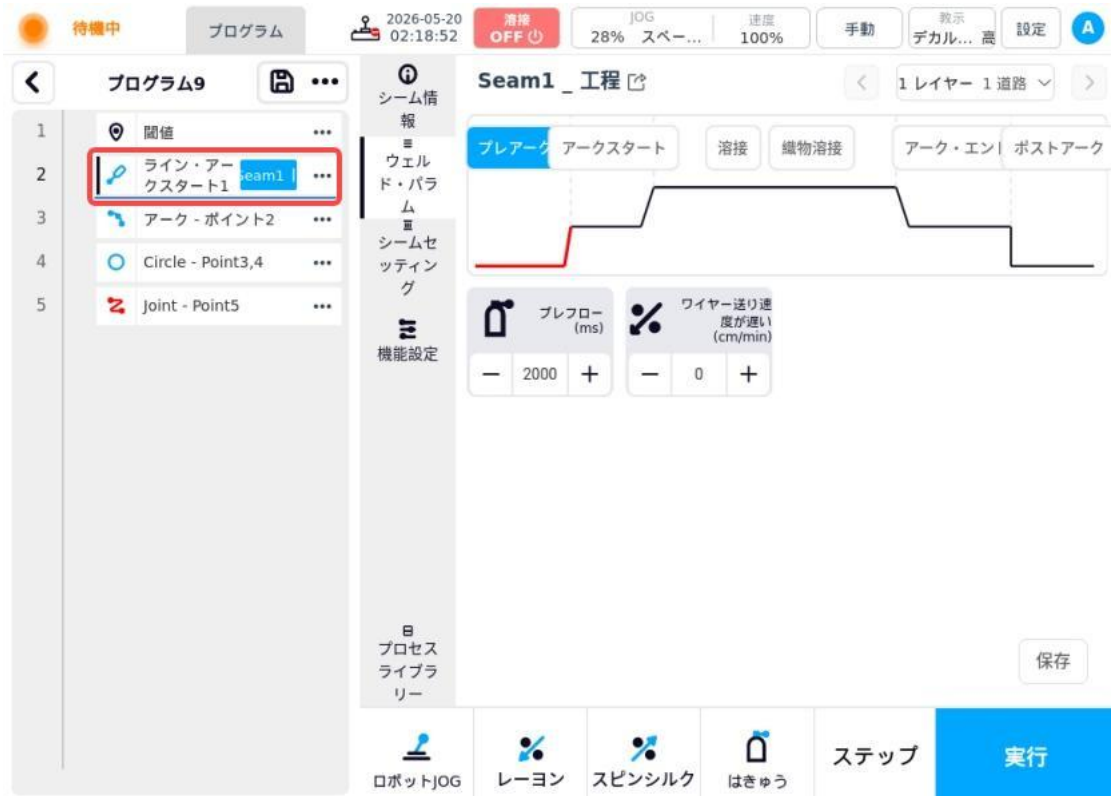 待機中
プログラム
2026-05-20
02:18:52
溶接
OFF
JOG
28% スペー...
速度
100%
手動
教示
デカル... 高
設定
A
プログラム9
1 閾値
2 ライン・アー
クスタート1
Seam1
3 アーク - ポイント2
4 Circle - Point3,4
5 Joint - Point5
シーム情
報
ウェル
ド・パラ
ム
シームセ
ッティン
グ
機能設定
プロセス
ライブラ
リー
Seam1 _ 工程
1 レイヤー 1 道路
プレアーク
アークスタート
溶接
織物溶接
アーク・エント
ポストアーク
プレフロー
(ms)
2000
ワイヤー送り速
度が遅い
(cm/min)
0
保存
ロボットJOG
レーヨン
スピンシルク
はきゅう
ステップ
実行